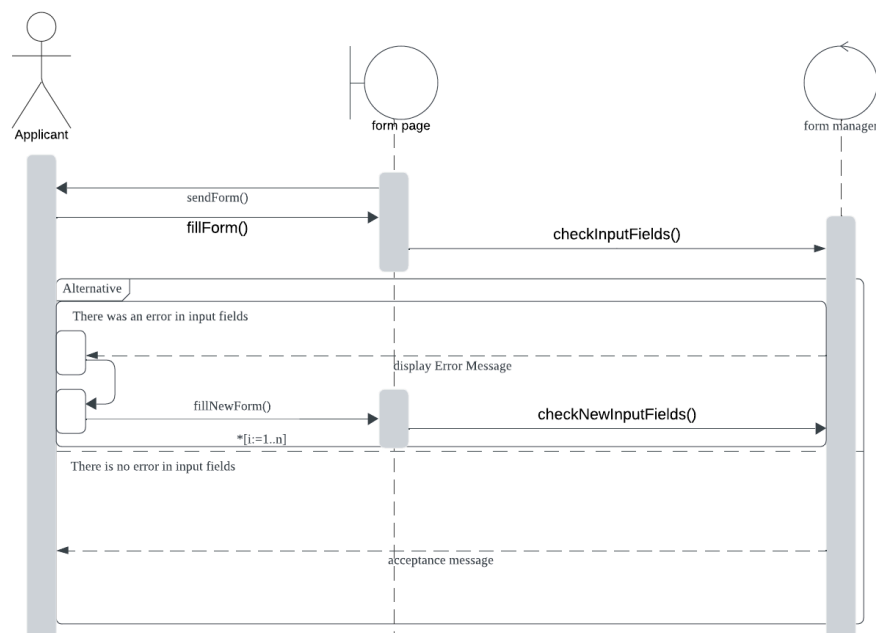 Applicant
form page
form manager
sendForm()
fillForm()
checkInputFields()
Alternative
There was an error in input fields
display Error Message
fillNewForm()
checkNewInputFields()
*[i:=1..n]
There is no error in input fields
acceptance message